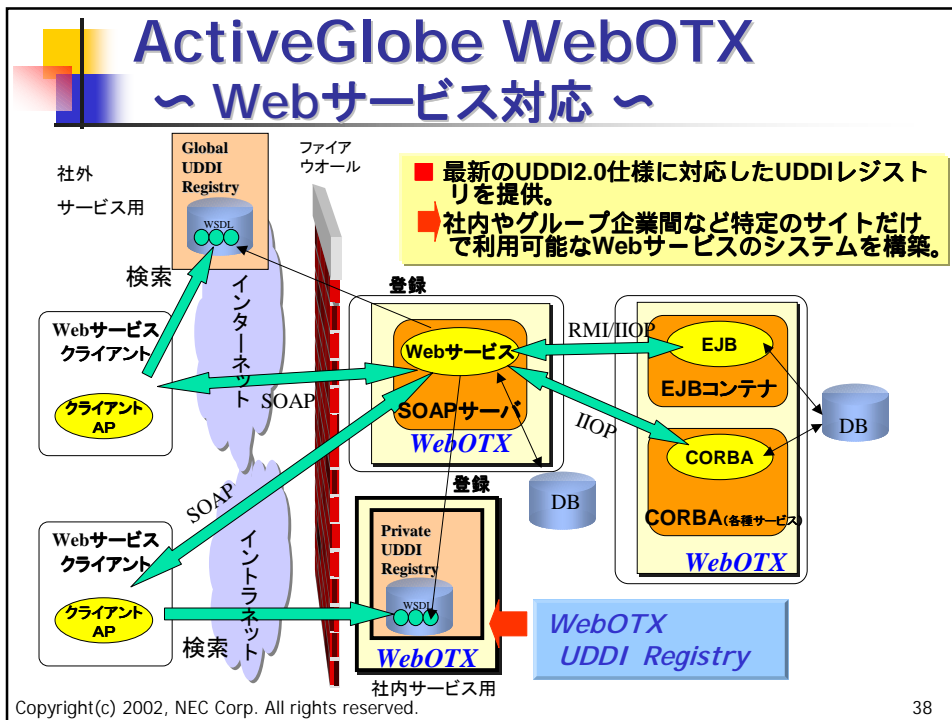 ActiveGlobe WebOTX
～ Webサービス対応 ～
社外
サービス用
Global
UDDI
Registry
WSDL
ファイア
ウオール
■ 最新のUDDI2.0仕様に対応したUDDIレジスト
リを提供。
社内やグループ企業間など特定のサイトだけ
で利用可能なWebサービスのシステムを構築。
検索
インターネット
登録
Webサービス
クライアント
クライアント
AP
SOAP
Webサービス
SOAPサーバ
WebOTX
RMI/IIOP
IIOP
EJB
EJBコンテナ
CORBA
CORBA(各種サービス)
WebOTX
DB
DB
SOAP
登録
Webサービス
クライアント
クライアント
AP
イントラネット
検索
Private
UDDI
Registry
WSDL
WebOTX
社内サービス用
WebOTX
UDDI Registry
Copyright(c) 2002, NEC Corp. All rights reserved.
38